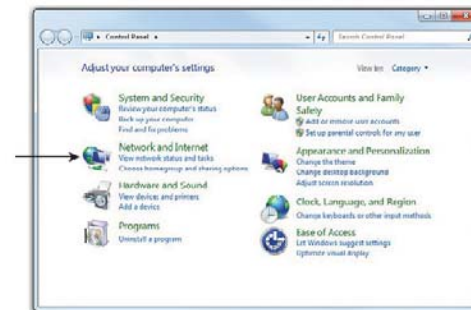 Control Panel
Search Control Panel
Adjust your computer's settings
View by: Category
System and Security
Review your computer's status
Back up your computer
Find and fix problems
Network and Internet
View network status and tasks
Choose homegroup and sharing options
Hardware and Sound
View devices and printers
Add a device
Programs
Uninstall a program
User Accounts and Family
Safety
Add or remove user accounts
Set up parental controls for any user
Appearance and Personalization
Change the theme
Change desktop background
Adjust screen resolution
Clock, Language, and Region
Change keyboards or other input methods
Ease of Access
Let Windows suggest settings
Optimize visual display